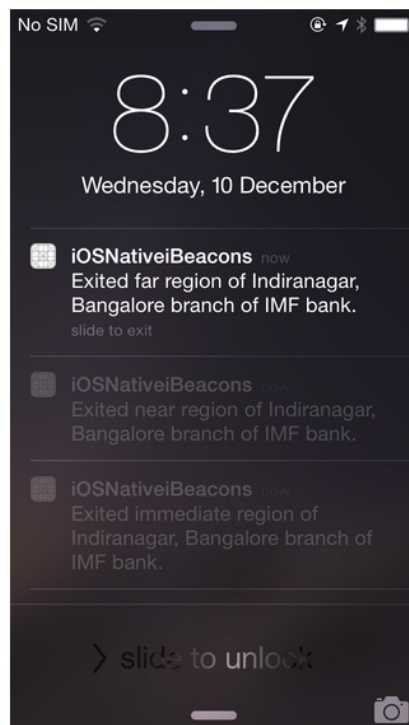 No SIM
8:37
Wednesday, 10 December
iOSNativeiBeacons now
Exited far region of Indiranagar,
Bangalore branch of IMF bank.
slide to exit
iOSNativeiBeacons now
Exited near region of Indiranagar,
Bangalore branch of IMF bank.
iOSNativeiBeacons now
Exited immediate region of
Indiranagar, Bangalore branch of
IMF bank.
slide to unlock